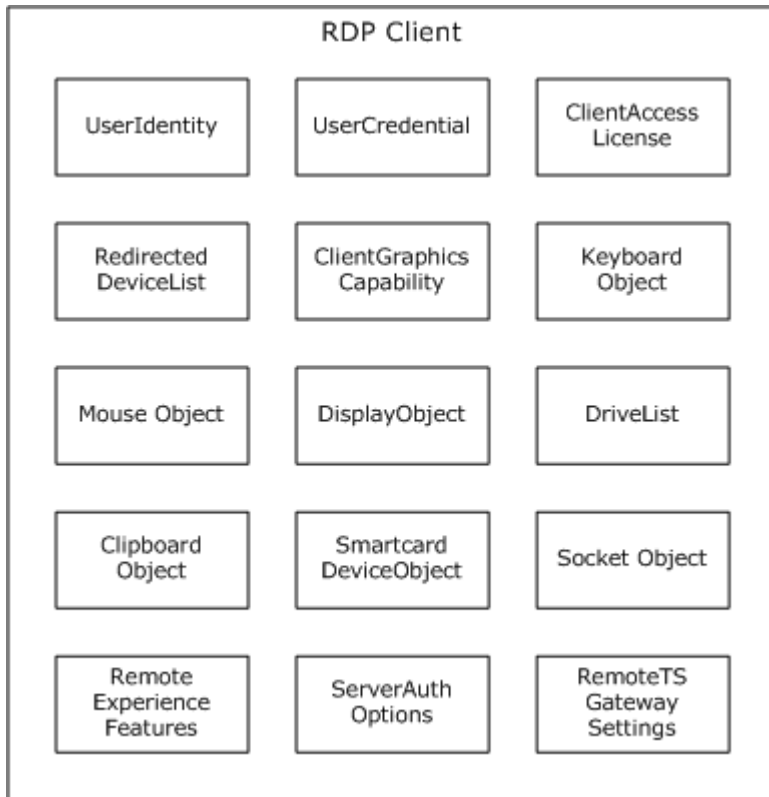 RDP Client
UserIdentity
UserCredential
ClientAccess
License
Redirected
DeviceList
ClientGraphics
Capability
Keyboard
Object
Mouse Object
DisplayObject
DriveList
Clipboard
Object
Smartcard
DeviceObject
Socket Object
Remote
Experience
Features
ServerAuth
Options
RemoteTS
Gateway
Settings